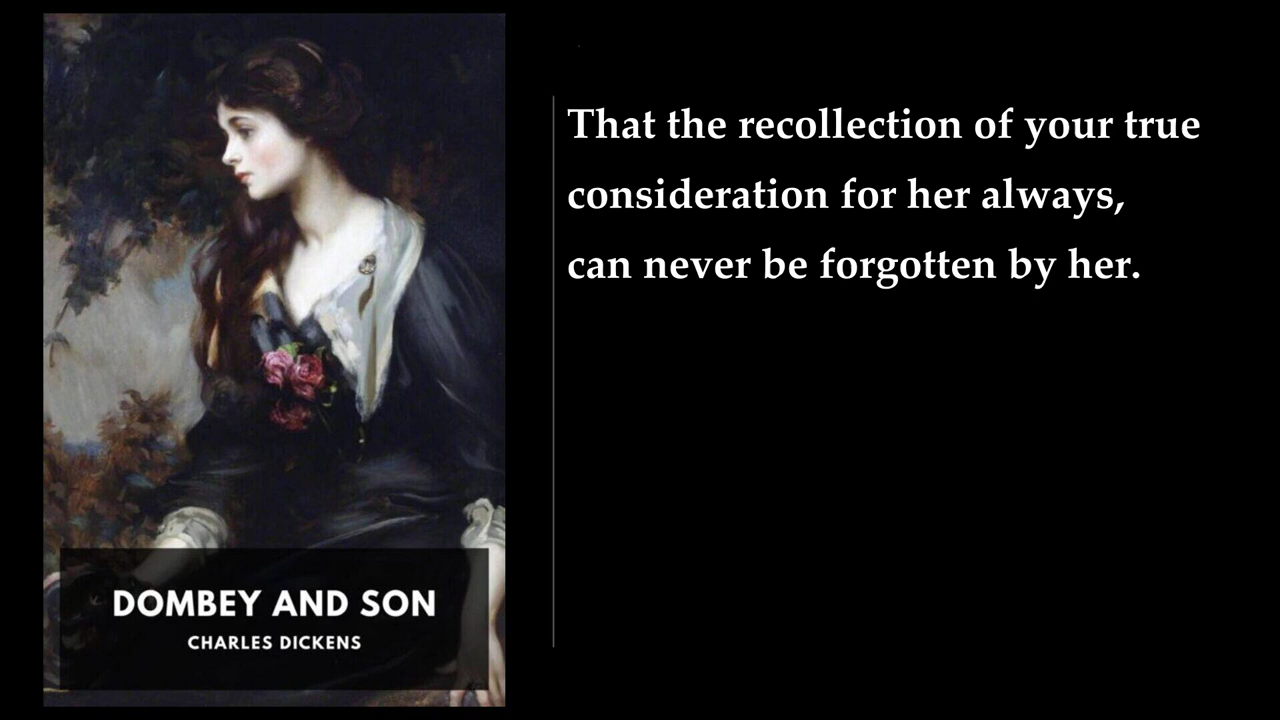 That the recollection of your true
consideration for her always,
can never be forgotten by her.
DOMBEY AND SON
CHARLES DICKENS